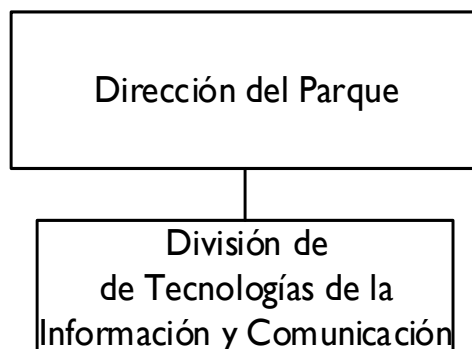 Dirección del Parque
División de
de Tecnologías de la
Información y Comunicación